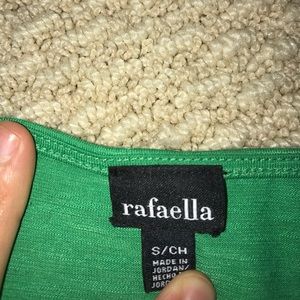 rafaella
S/CH
MADE IN
JORDAN/
HECHO